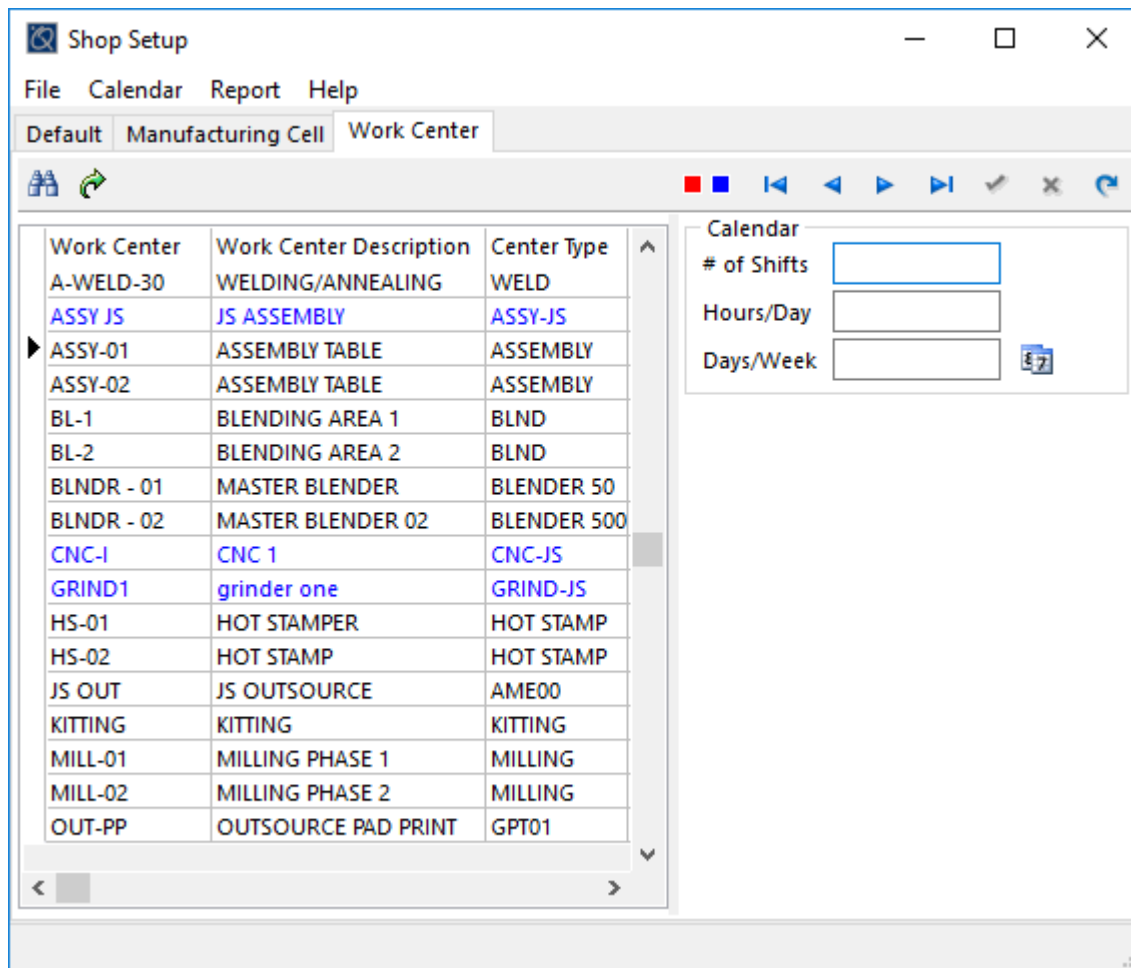 Shop Setup
File Calendar Report Help
Default Manufacturing Cell Work Center
Work Center Work Center Description Center Type
A-WELD-30 WELDING/ANNEALING WELD
ASSY JS JS ASSEMBLY ASSY-JS
ASSY-01 ASSEMBLY TABLE ASSEMBLY
ASSY-02 ASSEMBLY TABLE ASSEMBLY
BL-1 BLENDING AREA 1 BLND
BL-2 BLENDING AREA 2 BLND
BLNDR - 01 MASTER BLENDER BLENDER 50
BLNDR - 02 MASTER BLENDER 02 BLENDER 500
CNC-I CNC 1 CNC-JS
GRIND1 grinder one GRIND-JS
HS-01 HOT STAMPER HOT STAMP
HS-02 HOT STAMP HOT STAMP
JS OUT JS OUTSOURCE AME00
KITTING KITTING KITTING
MILL-01 MILLING PHASE 1 MILLING
MILL-02 MILLING PHASE 2 MILLING
OUT-PP OUTSOURCE PAD PRINT GPT01
Calendar
# of Shifts
Hours/Day
Days/Week